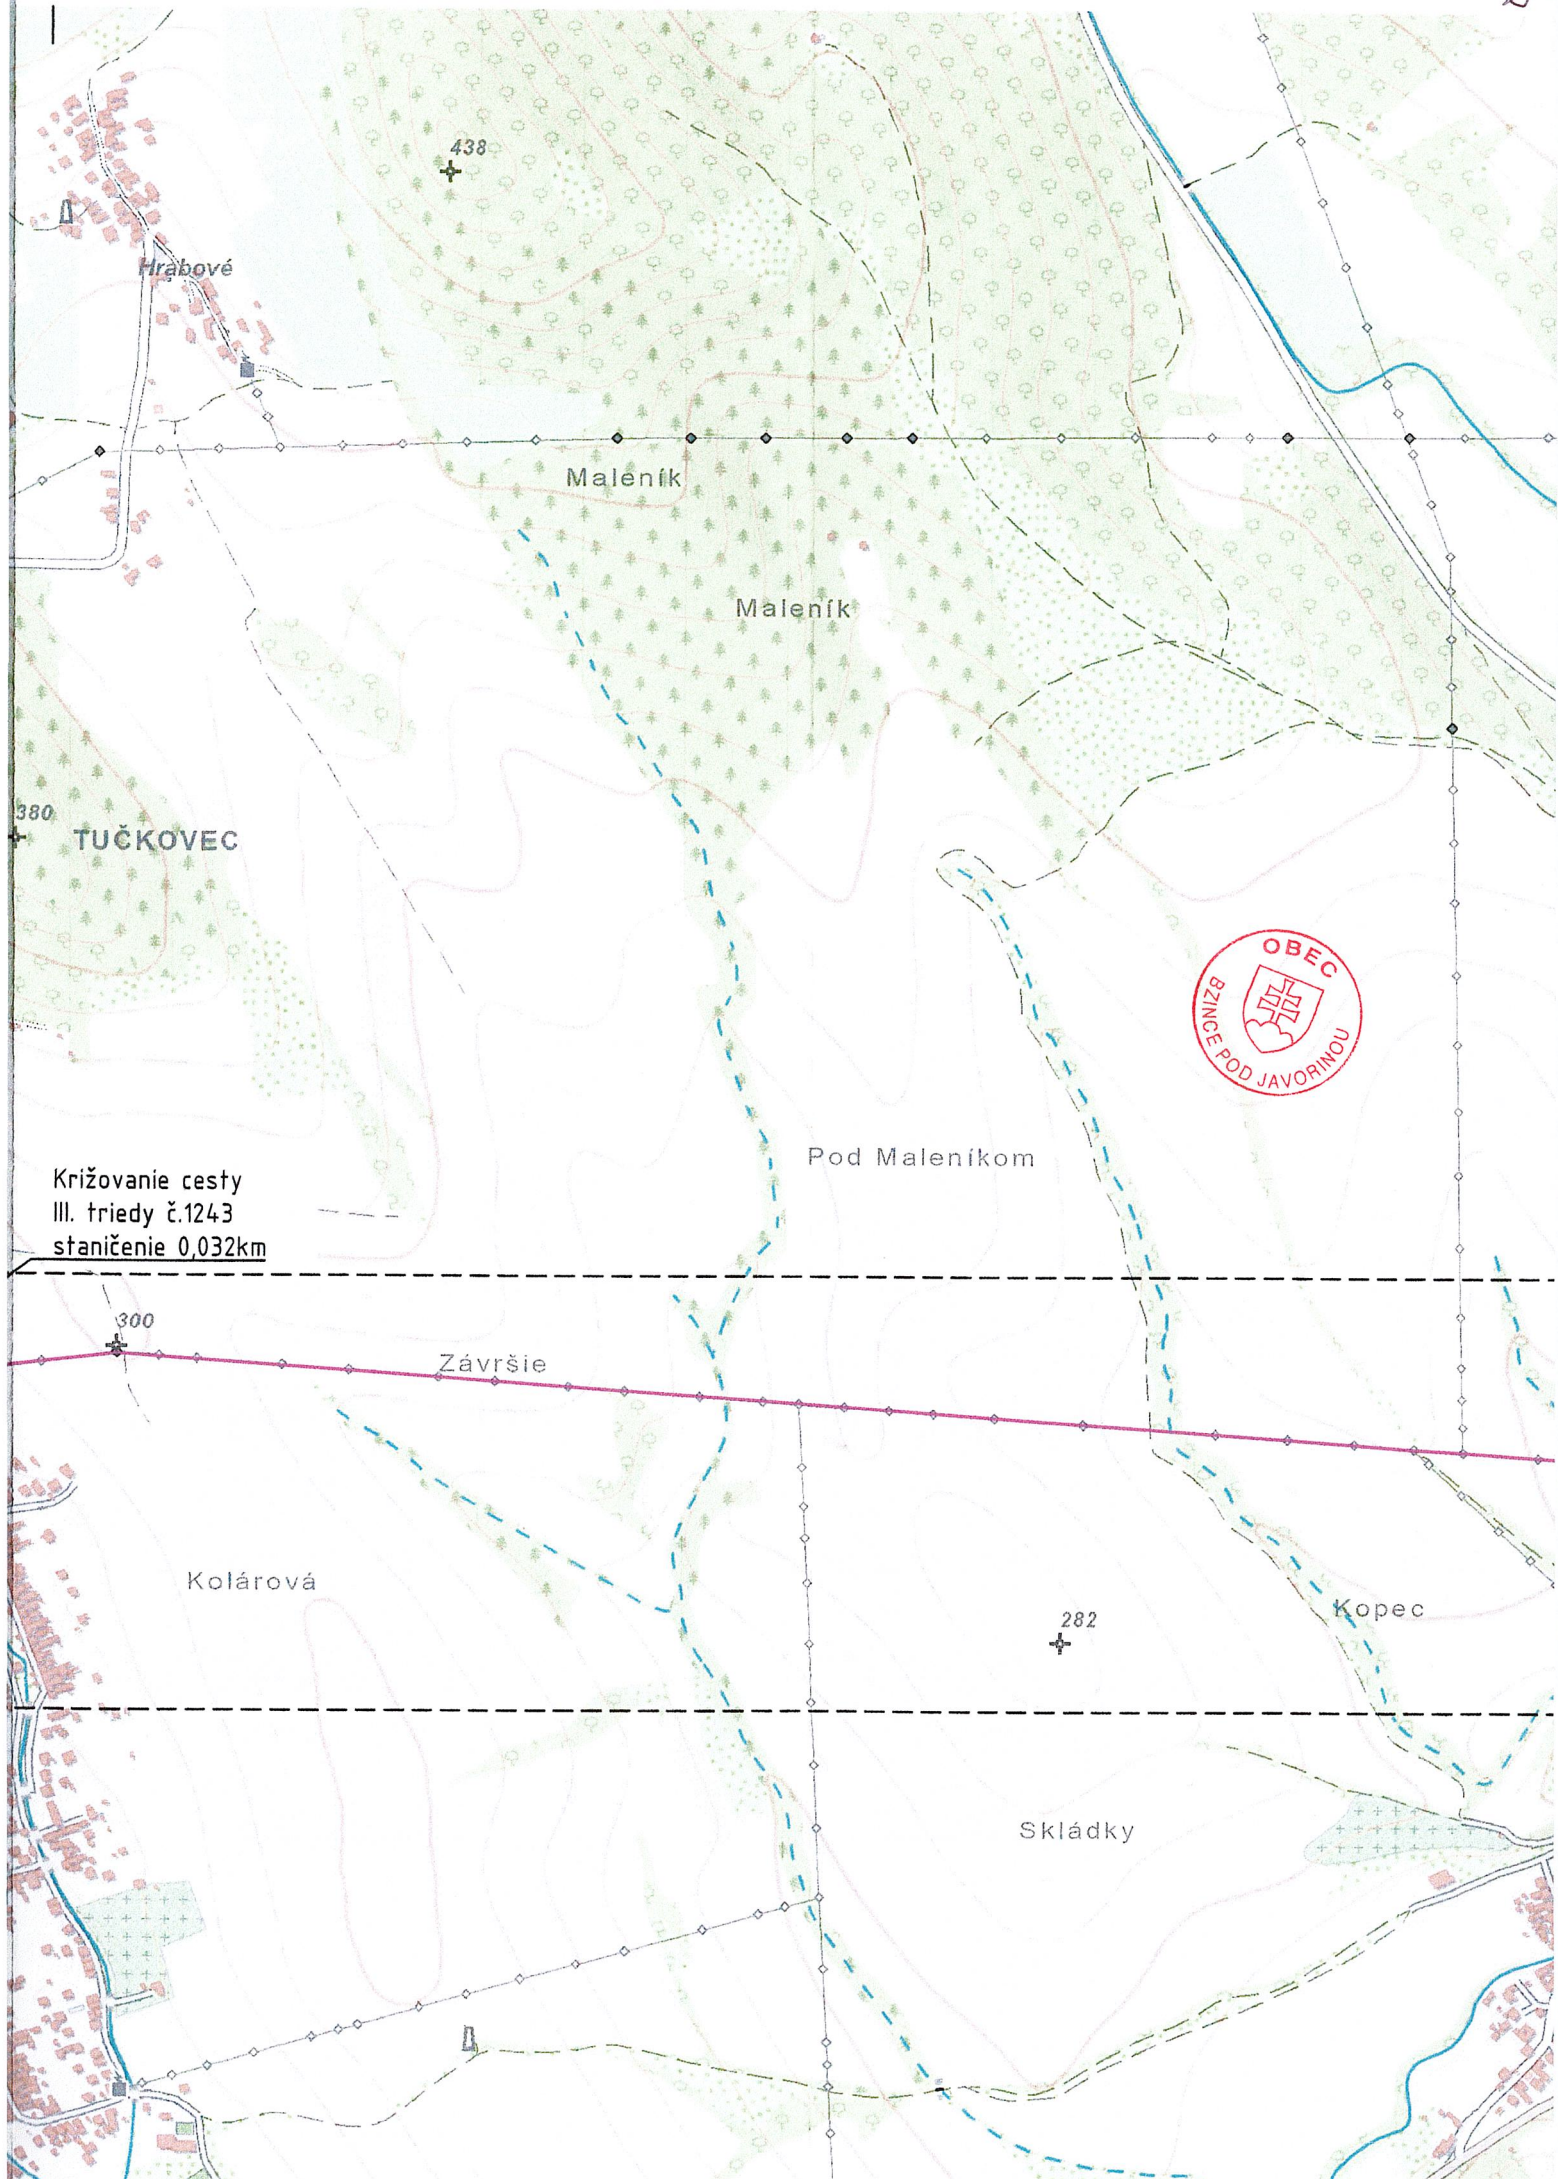 438
Hrabové
Maleník
Maleník
380
TUČKOVEC
OBEC
BZINCE POD JAVORINOU
Pod Maleníkom
Križovanie cesty
III. triedy č.1243
staničenie 0,032km
300
Závršie
Kolárová
282
Kopec
Skládky